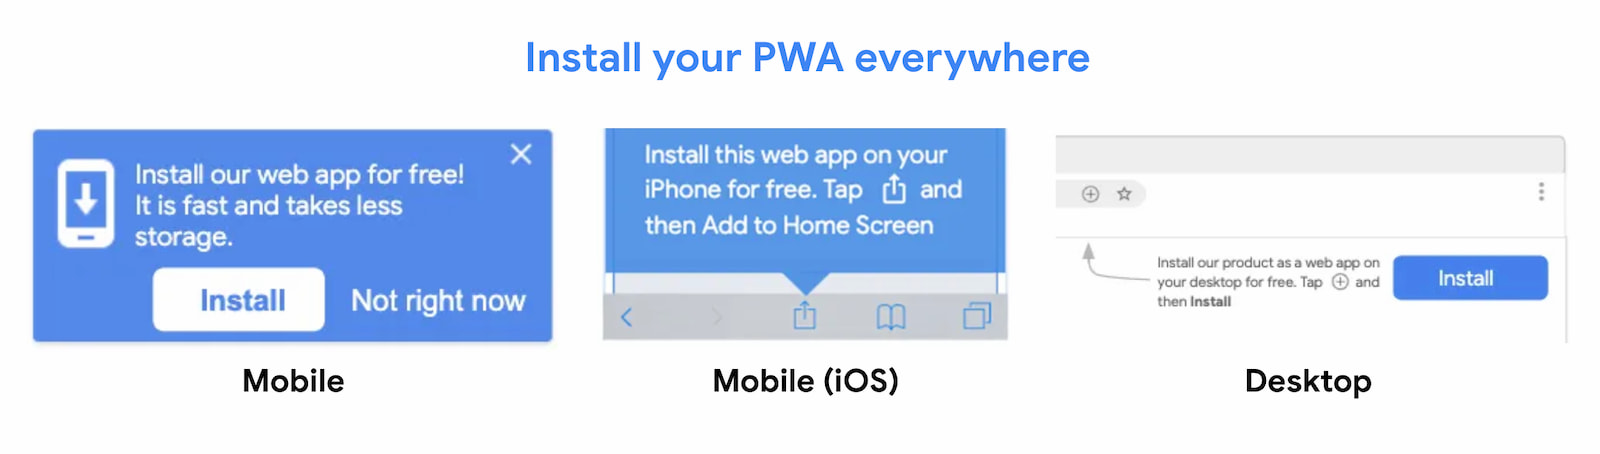 Install your PWA everywhere
Install our web app for free!
It is fast and takes less
storage.
Install
Not right now
Mobile
Install this web app on your
iPhone for free. Tap and
then Add to Home Screen
Mobile (iOS)
Install our product as a web app on
your desktop for free. Tap and
then Install
Install
Desktop